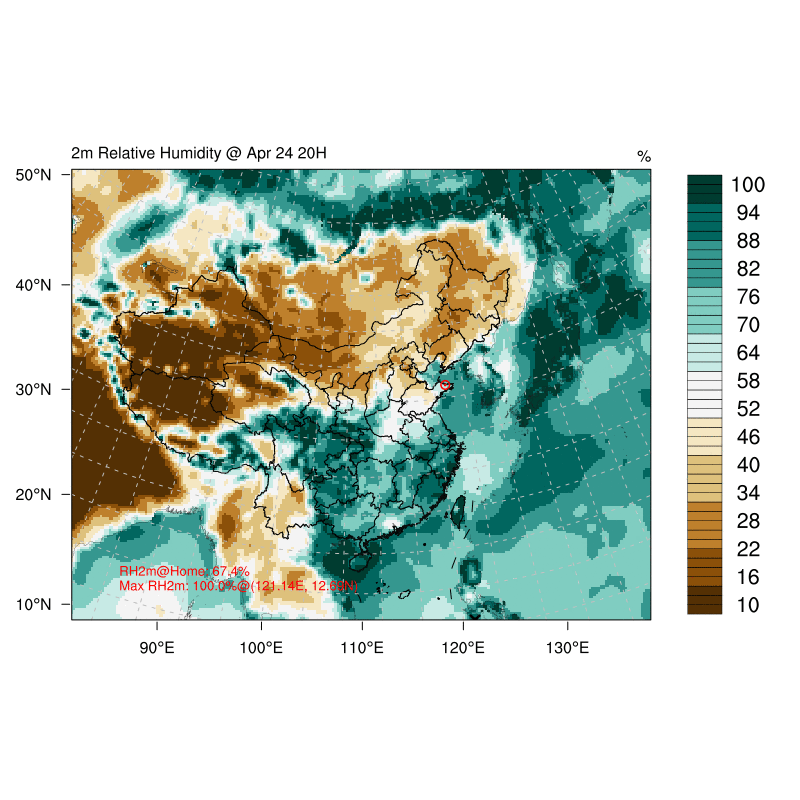 2m Relative Humidity @ Apr 24 20H
%
50°N
40°N
30°N
20°N
10°N
90°E
100°E
110°E
120°E
130°E
100
94
88
82
76
70
64
58
52
46
40
34
28
22
16
10
RH2m@Home: 67.4%
Max RH2m: 100.0%@(121.14E,